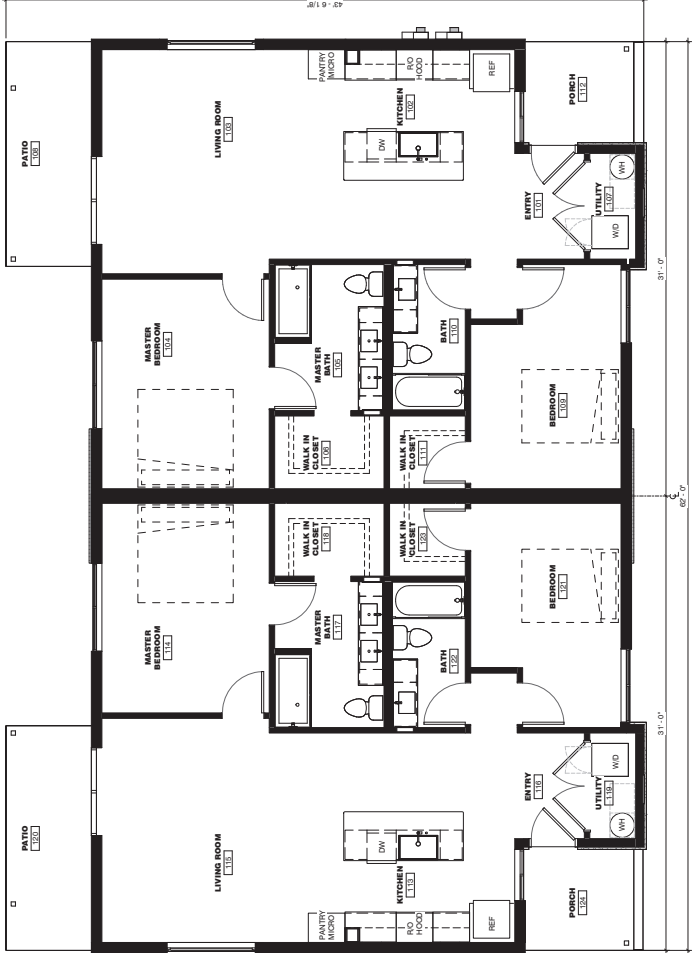 43' - 6 1/8"
PATIO
108
LIVING ROOM
103
PANTRY
MICRO
R/O
HOOD
REF
KITCHEN
102
DW
PORCH
112
ENTRY
101
UTILITY
107
WH
W/D
MASTER
BEDROOM
104
MASTER
BATH
105
BATH
110
WALK IN
CLOSET
106
WALK IN
CLOSET
111
BEDROOM
109
31' - 0"
62' - 0"
MASTER
BEDROOM
114
WALK IN
CLOSET
118
WALK IN
CLOSET
123
MASTER
BATH
117
BATH
122
BEDROOM
121
31' - 0"
PATIO
120
LIVING ROOM
115
KITCHEN
113
DW
PANTRY
MICRO
R/O
HOOD
REF
ENTRY
116
UTILITY
119
W/D
WH
PORCH
124